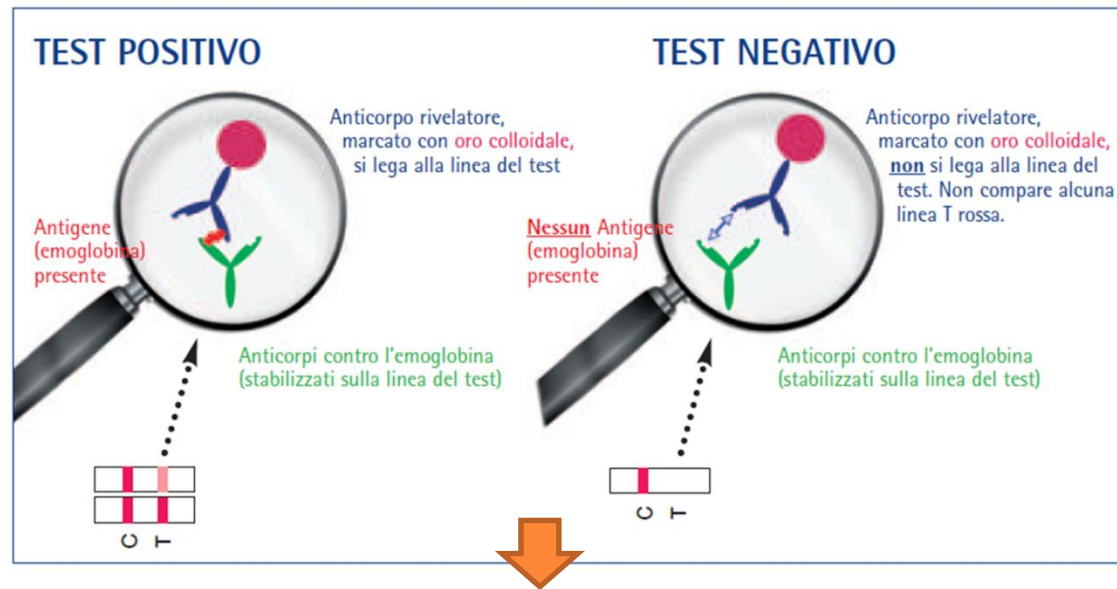 TEST POSITIVO
Anticorpo rivelatore,
marcato con oro colloidale,
si lega alla linea del test
Antigene
(emoglobina)
presente
Anticorpi contro l'emoglobina
(stabilizzati sulla linea del test)
C T
TEST NEGATIVO
Anticorpo rivelatore,
marcato con oro colloidale,
non si lega alla linea del
test. Non compare alcuna
linea T rossa.
Nessun Antigene
(emoglobina)
presente
Anticorpi contro l'emoglobina
(stabilizzati sulla linea del test)
C T